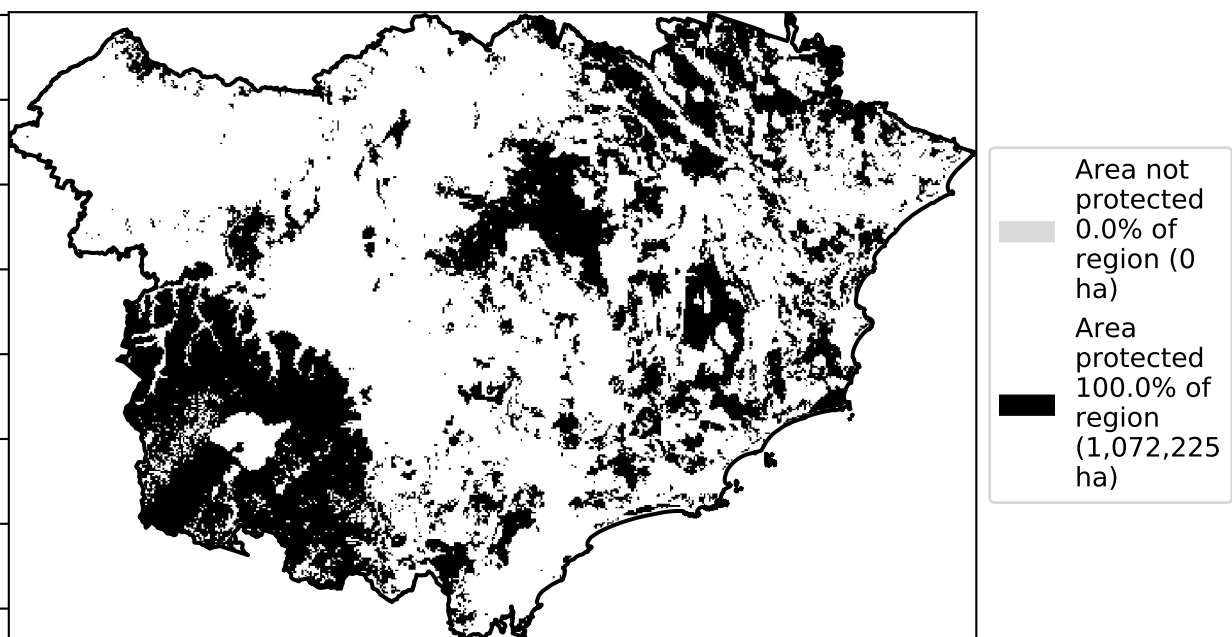 Area not
protected
0.0% of
region (0
ha)
Area
protected
100.0% of
region
(1,072,225
ha)